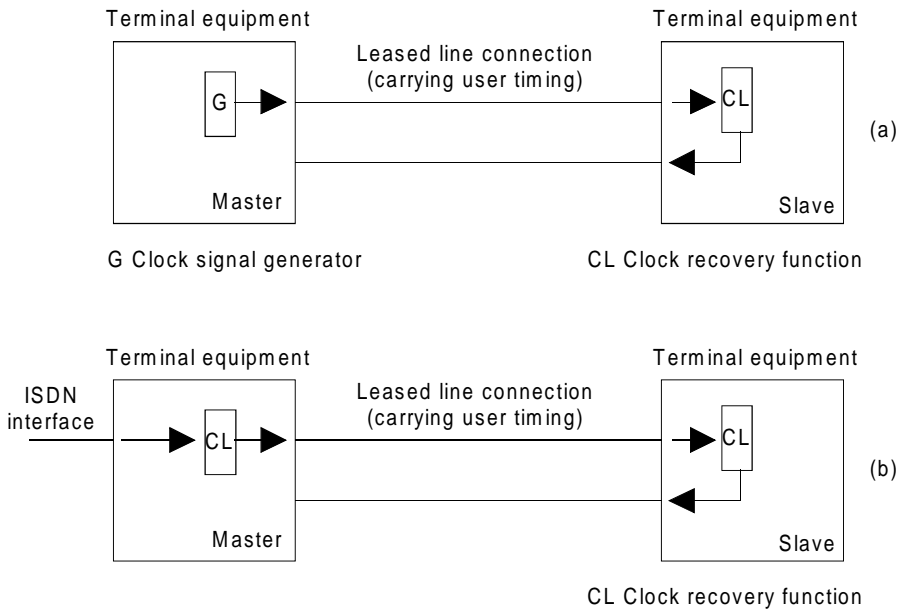 Terminal equipment
Terminal equipment
Leased line connection
(carrying user timing)
G
CL
(a)
Master
Slave
G Clock signal generator
CL Clock recovery function
Terminal equipment
Terminal equipment
ISDN
interface
Leased line connection
(carrying user timing)
CL
CL
(b)
Master
Slave
CL Clock recovery function